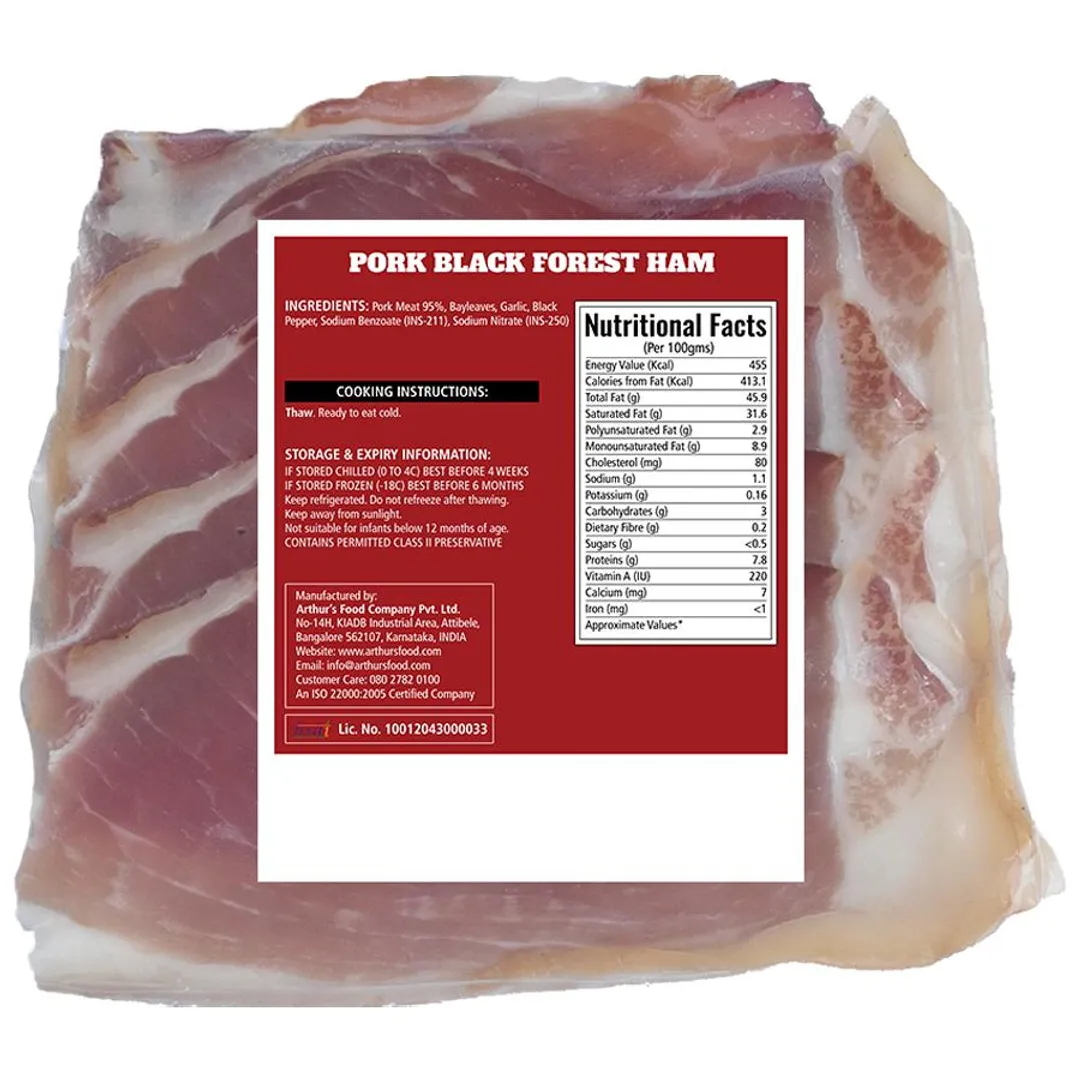 PORK BLACK FOREST HAM
INGREDIENTS: Pork Meat 95%, Bayleaves, Garlic, Black
Pepper, Sodium Benzoate (INS-211), Sodium Nitrate (INS-250)
COOKING INSTRUCTIONS:
Thaw. Ready to eat cold.
STORAGE & EXPIRY INFORMATION:
IF STORED CHILLED (0 TO 4C) BEST BEFORE 4 WEEKS
IF STORED FROZEN (-18C) BEST BEFORE 6 MONTHS
Keep refrigerated. Do not refreeze after thawing.
Keep away from sunlight.
Not suitable for infants below 12 months of age.
CONTAINS PERMITTED CLASS II PRESERVATIVE
Manufactured by:
Arthur's Food Company Pvt. Ltd.
No-14H, KIADB Industrial Area, Attibele,
Bangalore 562107, Karnataka, INDIA
Website: www.arthursfood.com
Email: info@arthursfood.com
Customer Care: 080 2782 0100
An ISO 22000:2005 Certified Company
Lic. No. 10012043000033
Nutritional Facts
(Per 100gms)
Energy Value (Kcal) 455
Calories from Fat (Kcal) 413.1
Total Fat (g) 45.9
Saturated Fat (g) 31.6
Polyunsaturated Fat (g) 2.9
Monounsaturated Fat (g) 8.9
Cholesterol (mg) 80
Sodium (g) 1.1
Potassium (g) 0.16
Carbohydrates (g) 3
Dietary Fibre (g) 0.2
Sugars (g) <0.5
Proteins (g) 7.8
Vitamin A (IU) 220
Calcium (mg) 7
Iron (mg) <1
Approximate Values*